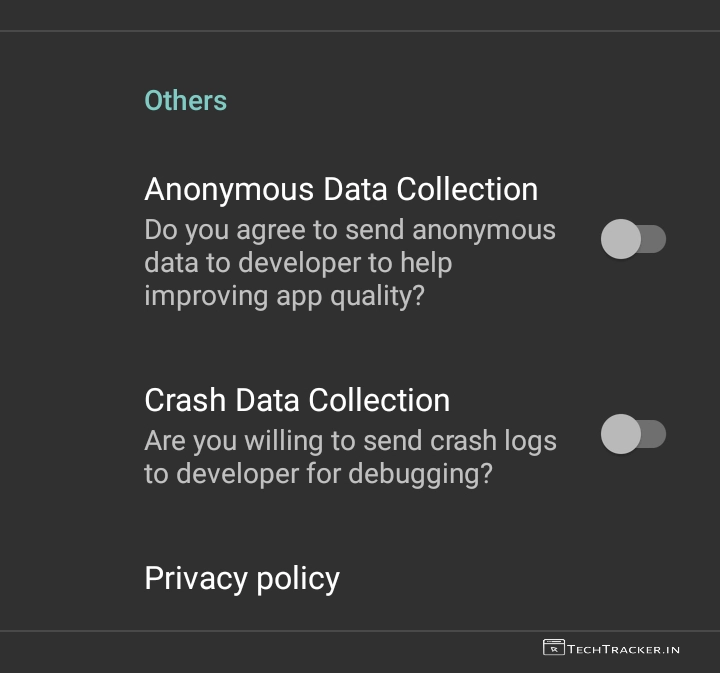 Others
Anonymous Data Collection
Do you agree to send anonymous
data to developer to help
improving app quality?
Crash Data Collection
Are you willing to send crash logs
to developer for debugging?
Privacy policy
TECHTRACKER.IN